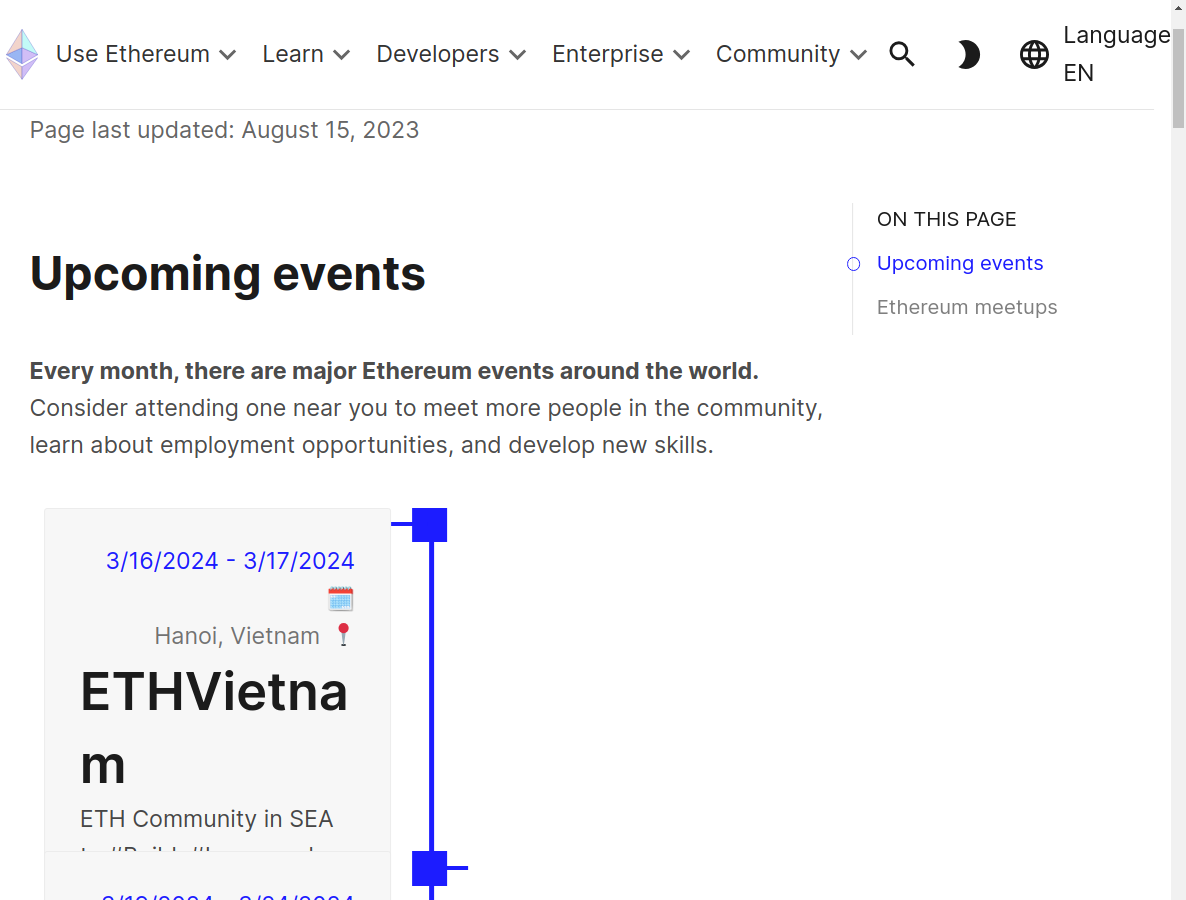 Use Ethereum Learn Developers Enterprise Community Language
EN
Page last updated: August 15, 2023
ON THIS PAGE
Upcoming events
Ethereum meetups
Upcoming events
Every month, there are major Ethereum events around the world.
Consider attending one near you to meet more people in the community,
learn about employment opportunities, and develop new skills.
3/16/2024 - 3/17/2024
Hanoi, Vietnam
ETHVietna
m
ETH Community in SEA